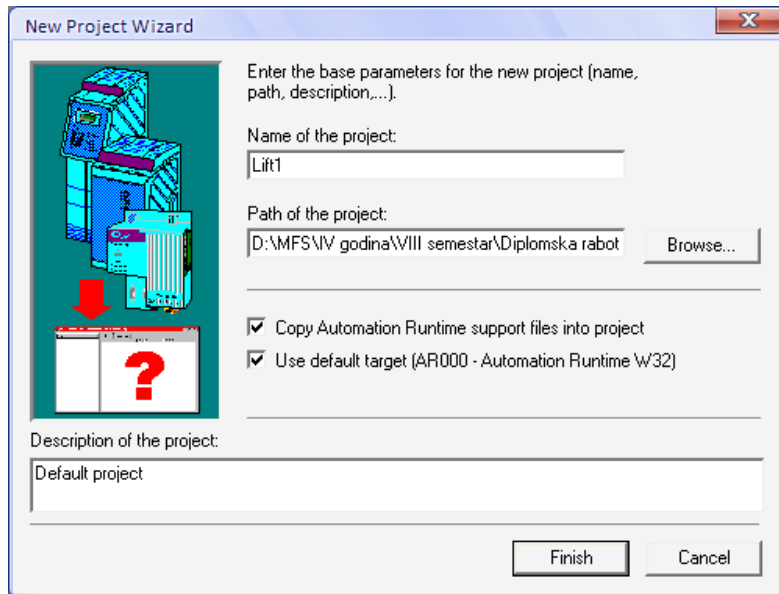 New Project Wizard
Enter the base parameters for the new project (name,
path, description,...).
Name of the project:
Lift1
Path of the project:
D:\MFS\IV godina\VIII semestar\Diplomska rabot
Browse...
Copy Automation Runtime support files into project
Use default target (AR000 - Automation Runtime W32)
?
Description of the project:
Default project
Finish
Cancel